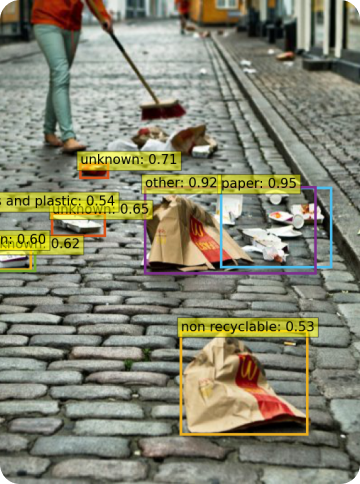 unknown: 0.71
other: 0.92
paper: 0.95
s and plastic: 0.54
unknown: 0.65
n: 0.60
known: 0.62
non recyclable: 0.53